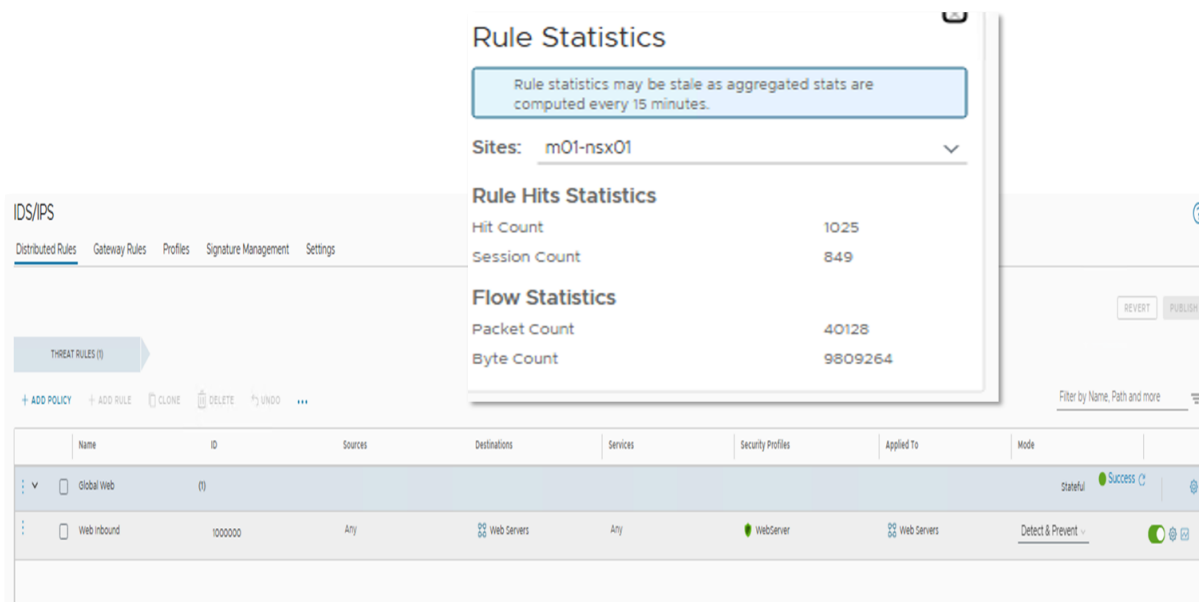 Rule Statistics
Rule statistics may be stale as aggregated stats are
computed every 15 minutes.
Sites: m01-nsx01
Rule Hits Statistics
Hit Count 1025
Session Count 849
Flow Statistics
Packet Count 40128
Byte Count 9809264
IDS/IPS
Distributed Rules Gateway Rules Profiles Signature Management Settings
REVERT PUBLISH
THREAT RULES (1)
+ ADD POLICY + ADD RULE CLONE DELETE UNDO ...
Filter by Name, Path and more
Name ID Sources Destinations Services Security Profiles Applied To Mode
Global Web (1) Stateful Success
Web Inbound 1000000 Any Web Servers Any WebServer Web Servers Detect & Prevent